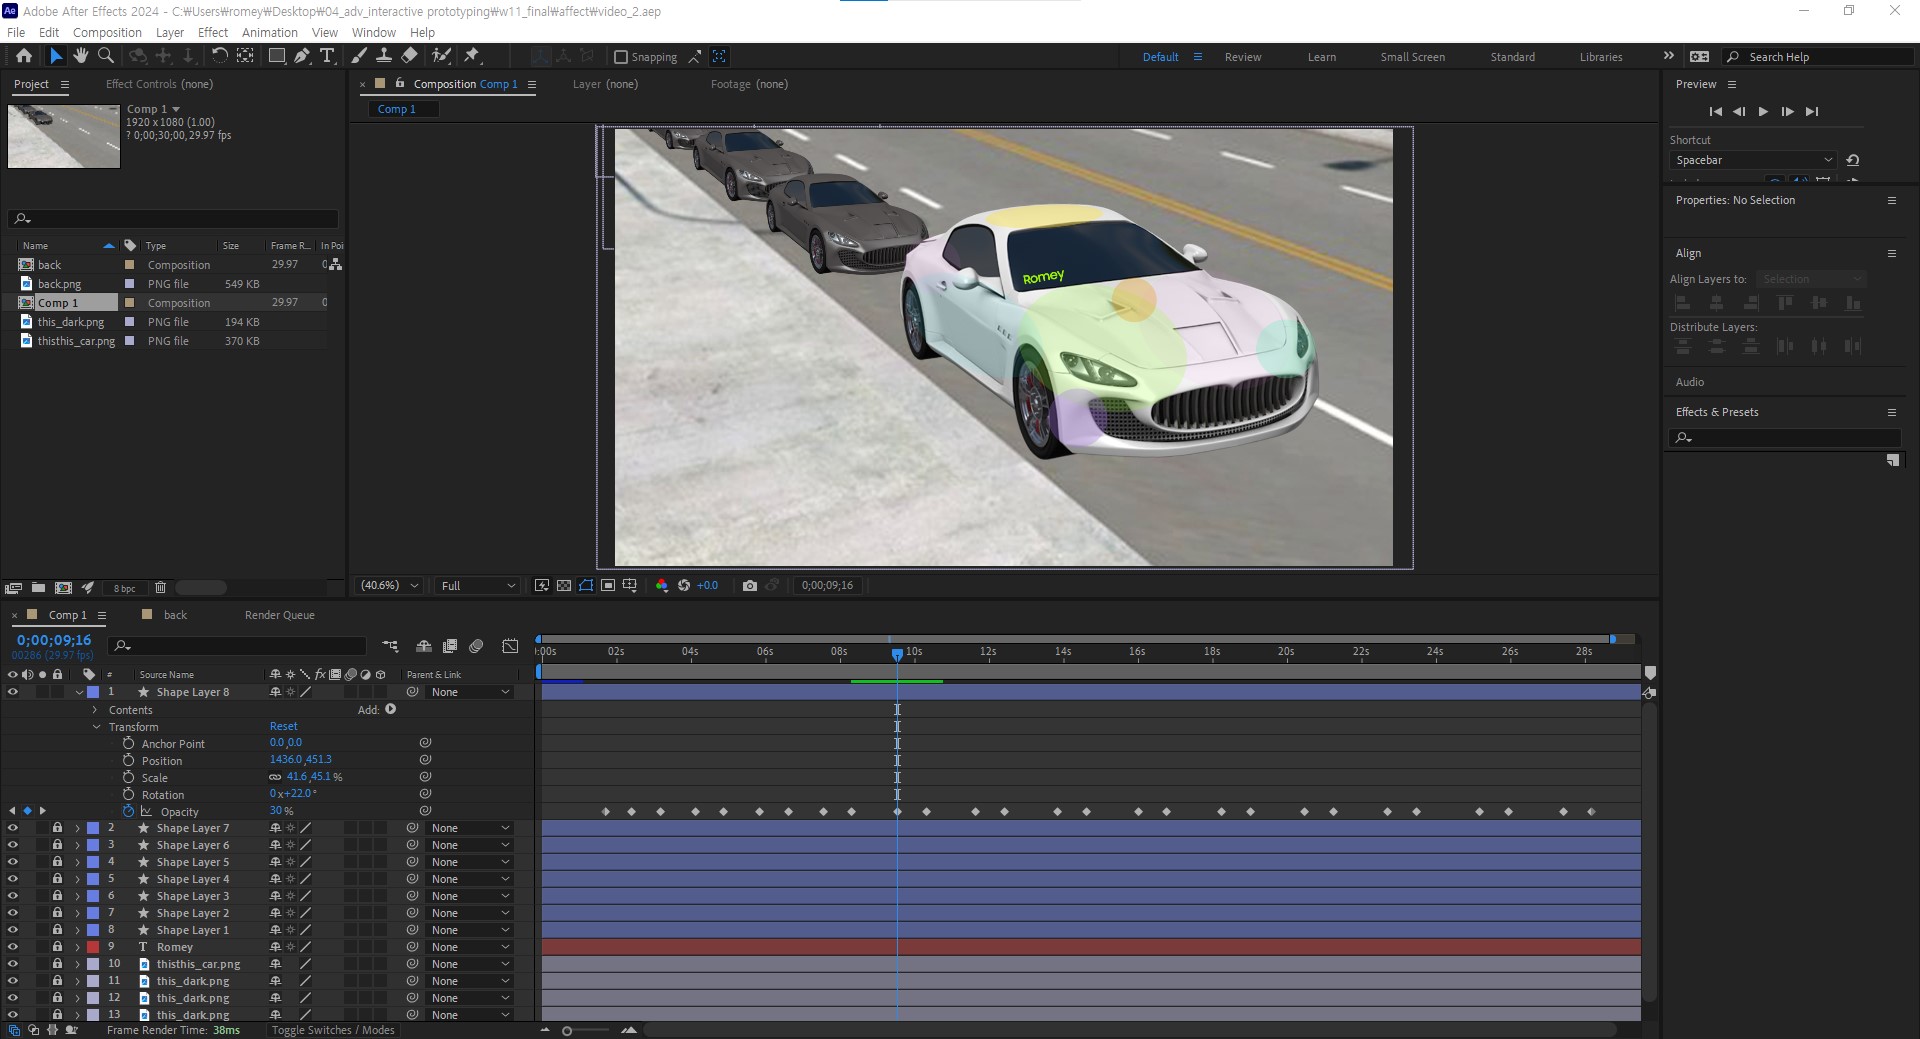 Adobe After Effects 2024 - C:₩Users₩romey₩Desktop₩04_adv_interactive prototyping₩w11_final₩affect₩video_2.aep
File Edit Composition Layer Effect Animation View Window Help
Snapping Default Review Learn Small Screen Standard Libraries Search Help
Project Effect Controls (none)
Comp 1
1920 x 1080 (1.00)
? 0;00;30;00, 29.97 fps
Name Type Size Frame R... In Poi
back Composition 29.97 0
back.png PNG file 549 KB
Comp 1 Composition 29.97 0
this_dark.png PNG file 194 KB
thisthis_car.png PNG file 370 KB
8 bpc
Composition Comp 1 Layer (none) Footage (none)
Comp 1
Romey
(40.6%) Full +0.0 0;00;09;16
Preview
Shortcut
Spacebar
Properties: No Selection
Align
Align Layers to: Selection
Distribute Layers:
Audio
Effects & Presets
Comp 1 back Render Queue
0;00;09;16
00286 (29.97 fps)
:00s 02s 04s 06s 08s 10s 12s 14s 16s 18s 20s 22s 24s 26s 28s
# Source Name fx Parent & Link
1 Shape Layer 8 None
Contents Add:
Transform Reset
Anchor Point 0.0,0.0
Position 1436.0,451.3
Scale 41.6,45.1 %
Rotation 0x+22.0°
Opacity 30 %
2 Shape Layer 7 None
3 Shape Layer 6 None
4 Shape Layer 5 None
5 Shape Layer 4 None
6 Shape Layer 3 None
7 Shape Layer 2 None
8 Shape Layer 1 None
9 T Romey None
10 thisthis_car.png None
11 this_dark.png None
12 this_dark.png None
13 this_dark.png None
Frame Render Time: 38ms Toggle Switches / Modes